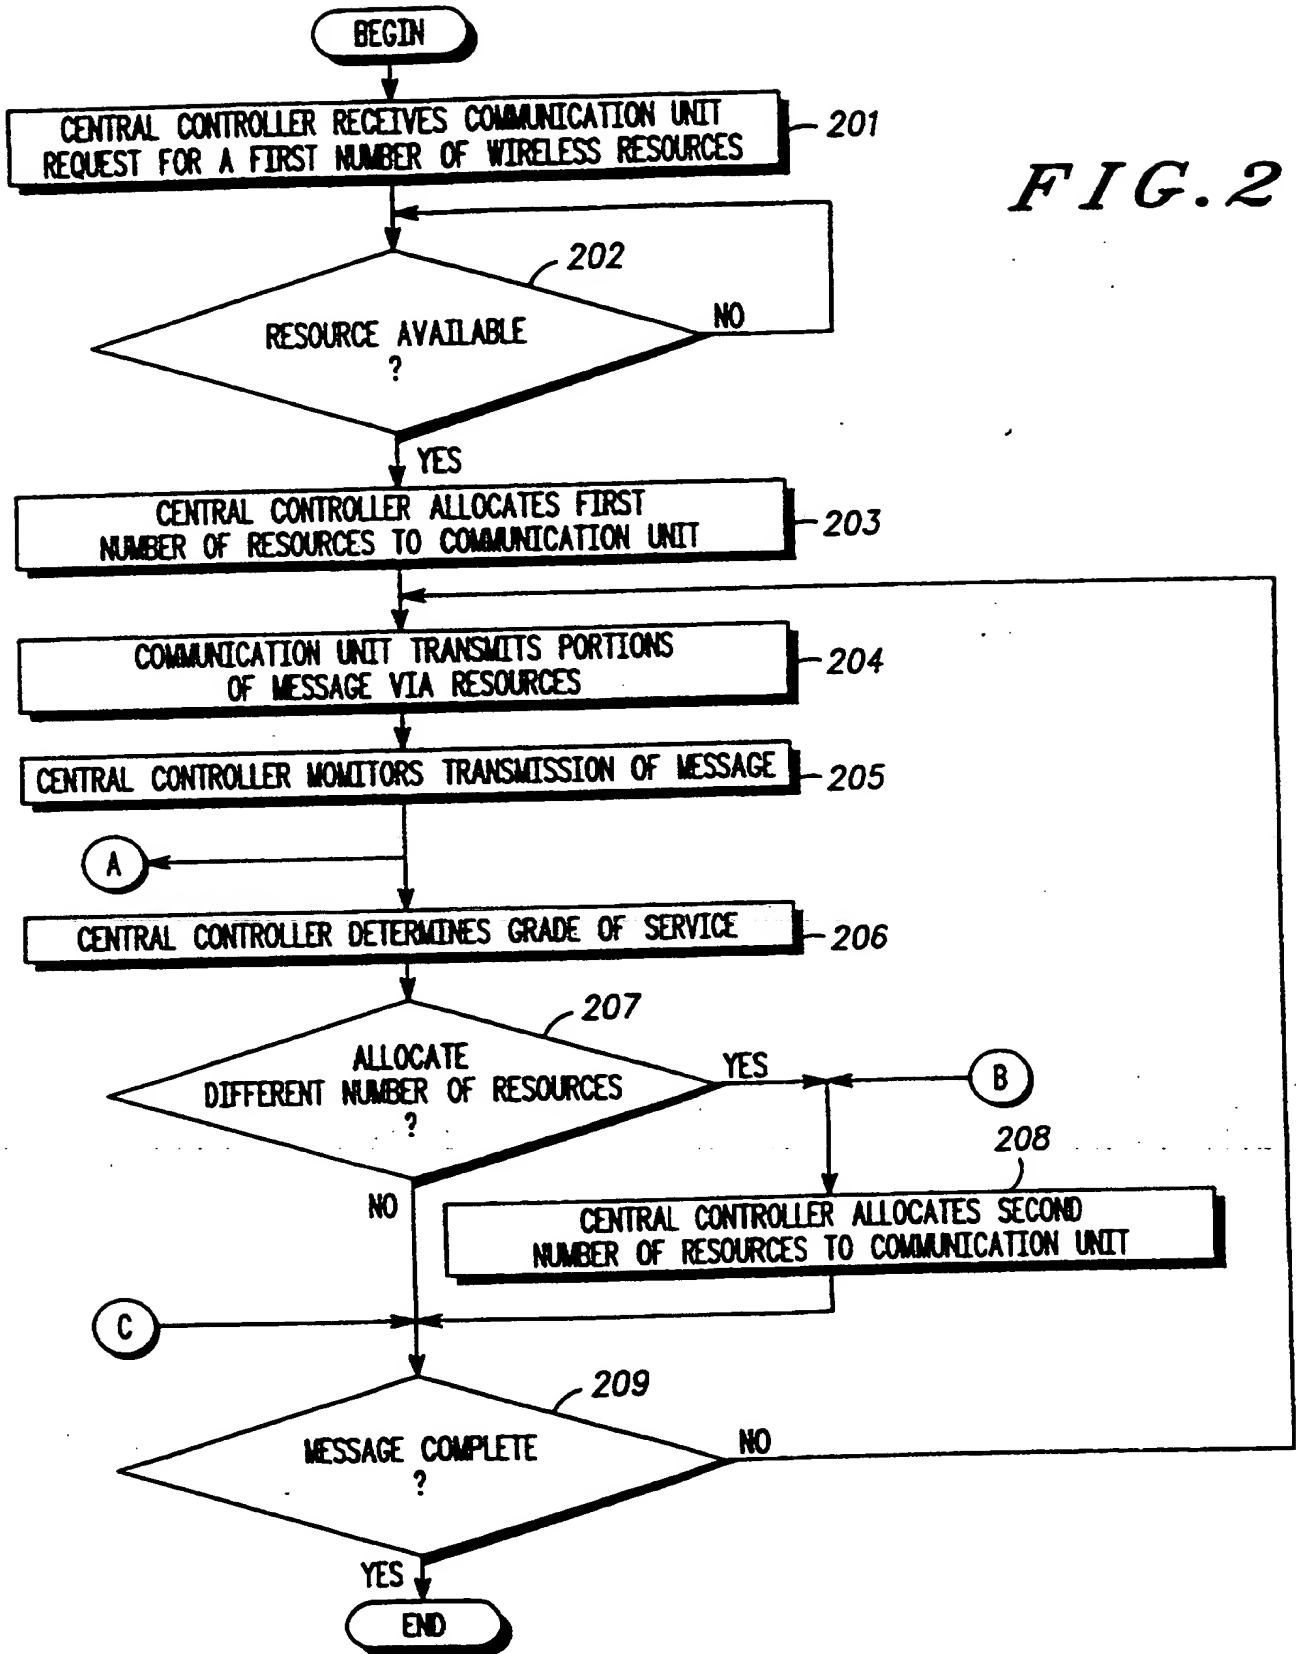 BEGIN
CENTRAL CONTROLLER RECEIVES COMMUNICATION UNIT
REQUEST FOR A FIRST NUMBER OF WIRELESS RESOURCES
201
FIG.2
202
RESOURCE AVAILABLE
?
NO
YES
CENTRAL CONTROLLER ALLOCATES FIRST
NUMBER OF RESOURCES TO COMMUNICATION UNIT
203
COMMUNICATION UNIT TRANSMITS PORTIONS
OF MESSAGE VIA RESOURCES
204
CENTRAL CONTROLLER MOMITORS TRANSMISSION OF MESSAGE
205
A
CENTRAL CONTROLLER DETERMINES GRADE OF SERVICE
206
207
ALLOCATE
DIFFERENT NUMBER OF RESOURCES
?
YES
B
NO
208
CENTRAL CONTROLLER ALLOCATES SECOND
NUMBER OF RESOURCES TO COMMUNICATION UNIT
C
209
MESSAGE COMPLETE
?
NO
YES
END